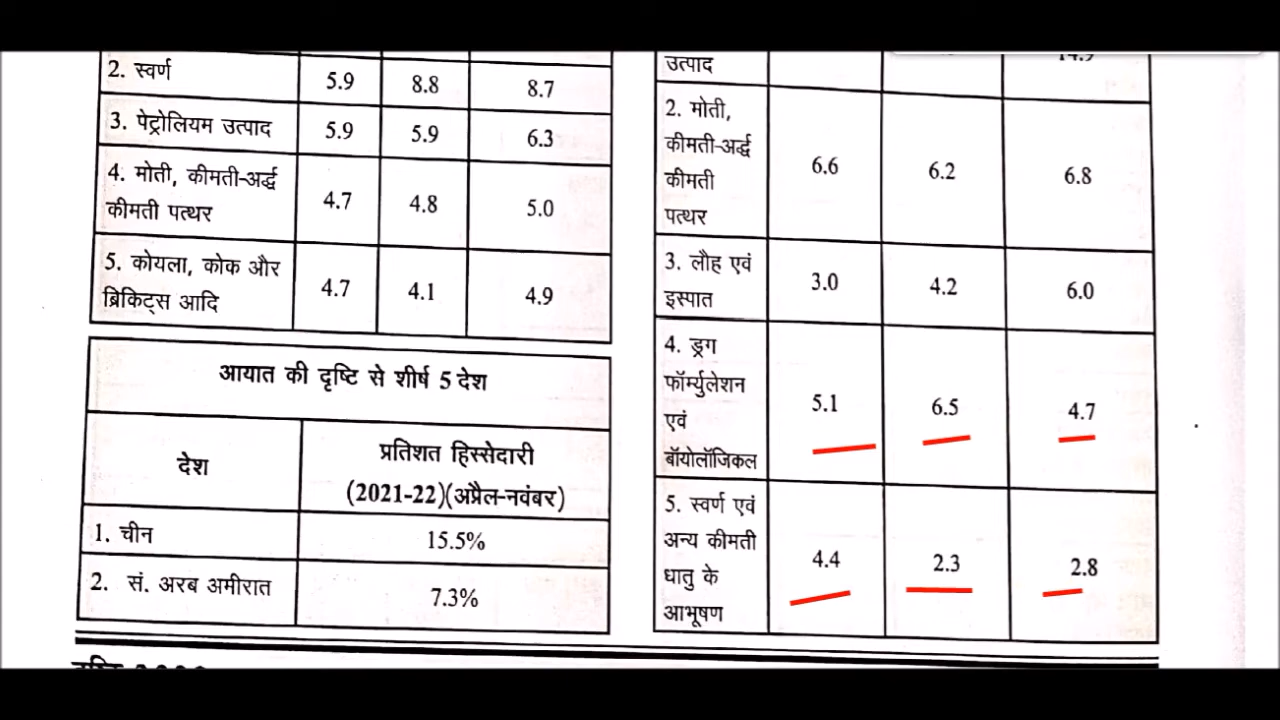 2. स्वर्ण 5.9 8.8 8.7
3. पेट्रोलियम उत्पाद 5.9 5.9 6.3
4. मोती, कीमती-अर्द्ध
कीमती पत्थर 4.7 4.8 5.0
5. कोयला, कोक और
ब्रिकिट्स आदि 4.7 4.1 4.9
आयात की दृष्टि से शीर्ष 5 देश
देश
प्रतिशत हिस्सेदारी
(2021-22)(अप्रैल-नवंबर)
1. चीन 15.5%
2. सं. अरब अमीरात 7.3%
उत्पाद
2. मोती,
कीमती-अर्द्ध
कीमती
पत्थर
6.6 6.2 6.8
3. लौह एवं
इस्पात
3.0 4.2 6.0
4. ड्रग
फॉर्म्युलेशन
एवं
बॉयोलॉजिकल
5.1 6.5 4.7
5. स्वर्ण एवं
अन्य कीमती
धातु के
आभूषण
4.4 2.3 2.8